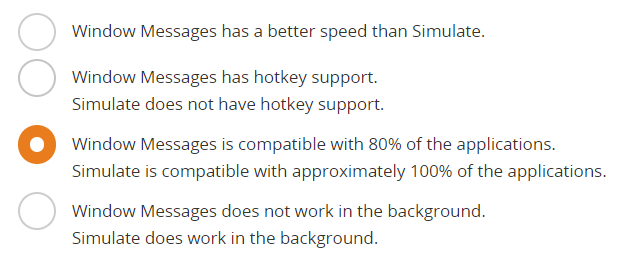 Window Messages has a better speed than Simulate.
Window Messages has hotkey support.
Simulate does not have hotkey support.
Window Messages is compatible with 80% of the applications.
Simulate is compatible with approximately 100% of the applications.
Window Messages does not work in the background.
Simulate does work in the background.